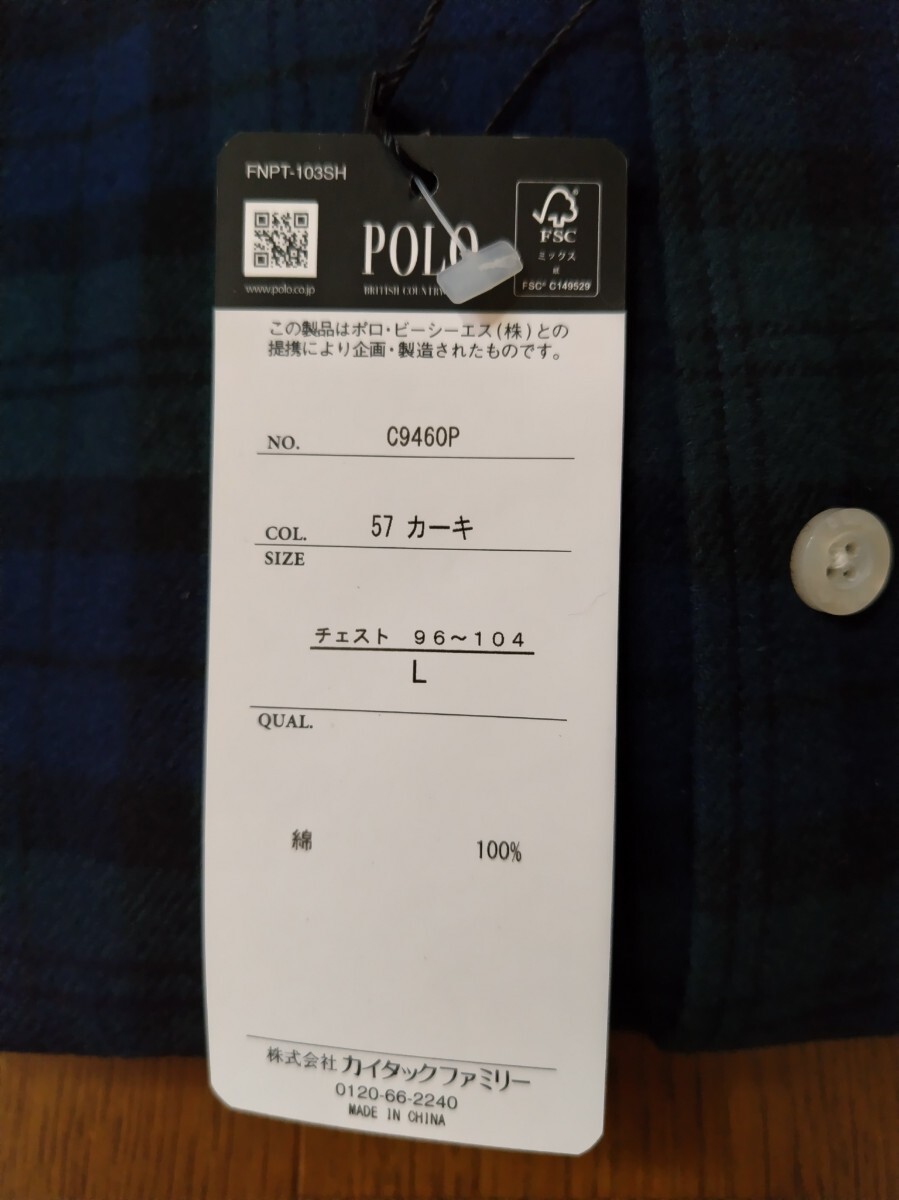 FNPT-103SH
www.polo.co.jp
POLO
BRITISH COUNTRY
FSC
ミックス
紙
FSC® C149529
この製品はポロ・ビーシーエス(株)との
提携により企画・製造されたものです。
NO. C9460P
COL. 57 カーキ
SIZE
チェスト 96〜104
L
QUAL.
綿 100%
株式会社 カイタックファミリー
0120-66-2240
MADE IN CHINA